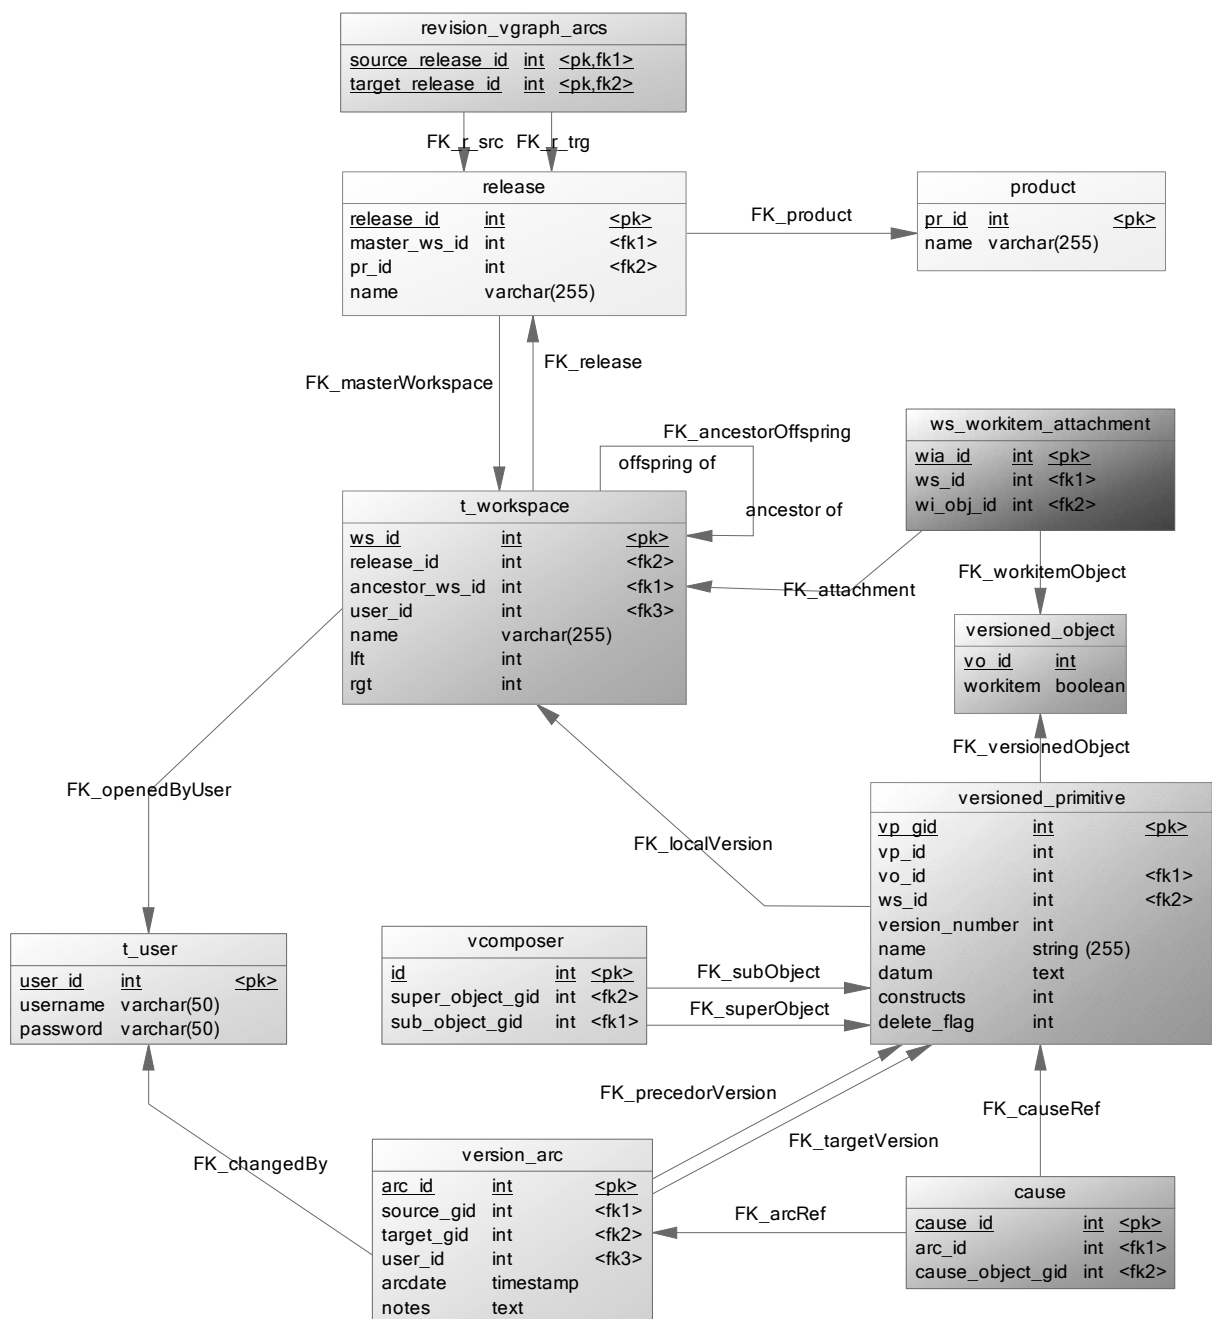 revision_vgraph_arcs
source_release_id int <pk,fk1>
target_release_id int <pk,fk2>
FK_r_src FK_r_trg
release
release_id int <pk>
master_ws_id int <fk1>
pr_id int <fk2>
name varchar(255)
FK_product
product
pr_id int <pk>
name varchar(255)
FK_masterWorkspace
FK_release
FK_ancestorOffspring
offspring of
ancestor of
t_workspace
ws_id int <pk>
release_id int <fk2>
ancestor_ws_id int <fk1>
user_id int <fk3>
name varchar(255)
lft int
rgt int
ws_workitem_attachment
wia_id int <pk>
ws_id int <fk1>
wi_obj_id int <fk2>
FK_attachment
FK_workitemObject
versioned_object
vo_id int
workitem boolean
FK_versionedObject
FK_openedByUser
FK_localVersion
versioned_primitive
vp_gid int <pk>
vp_id int
vo_id int <fk1>
ws_id int <fk2>
version_number int
name string (255)
datum text
constructs int
delete_flag int
t_user
user_id int <pk>
username varchar(50)
password varchar(50)
vcomposer
id int <pk>
super_object_gid int <fk2>
sub_object_gid int <fk1>
FK_subObject
FK_superObject
FK_precedorVersion
FK_targetVersion
FK_causeRef
FK_changedBy
version_arc
arc_id int <pk>
source_gid int <fk1>
target_gid int <fk2>
user_id int <fk3>
arcdate timestamp
notes text
FK_arcRef
cause
cause_id int <pk>
arc_id int <fk1>
cause_object_gid int <fk2>